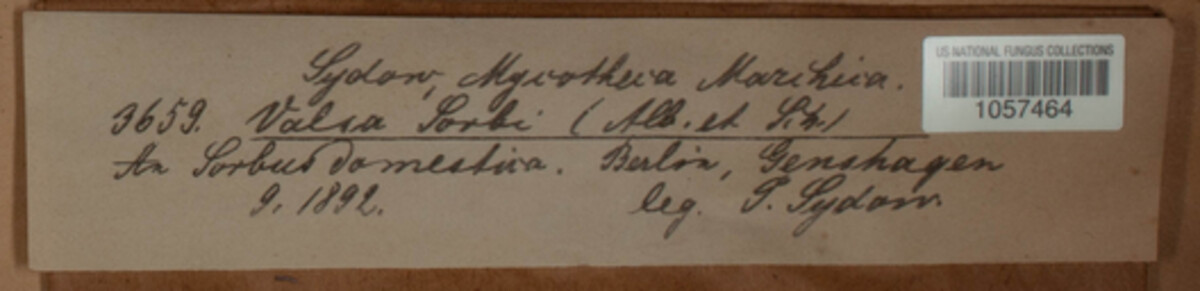 Sydow, Mycotheca Marchica.
3659. Valsa Sorbi (Alb. et Sch.)
An Sorbus domestica. Berlin, Genshagen
9. 1892. leg. P. Sydow.
US NATIONAL FUNGUS COLLECTIONS
1057464